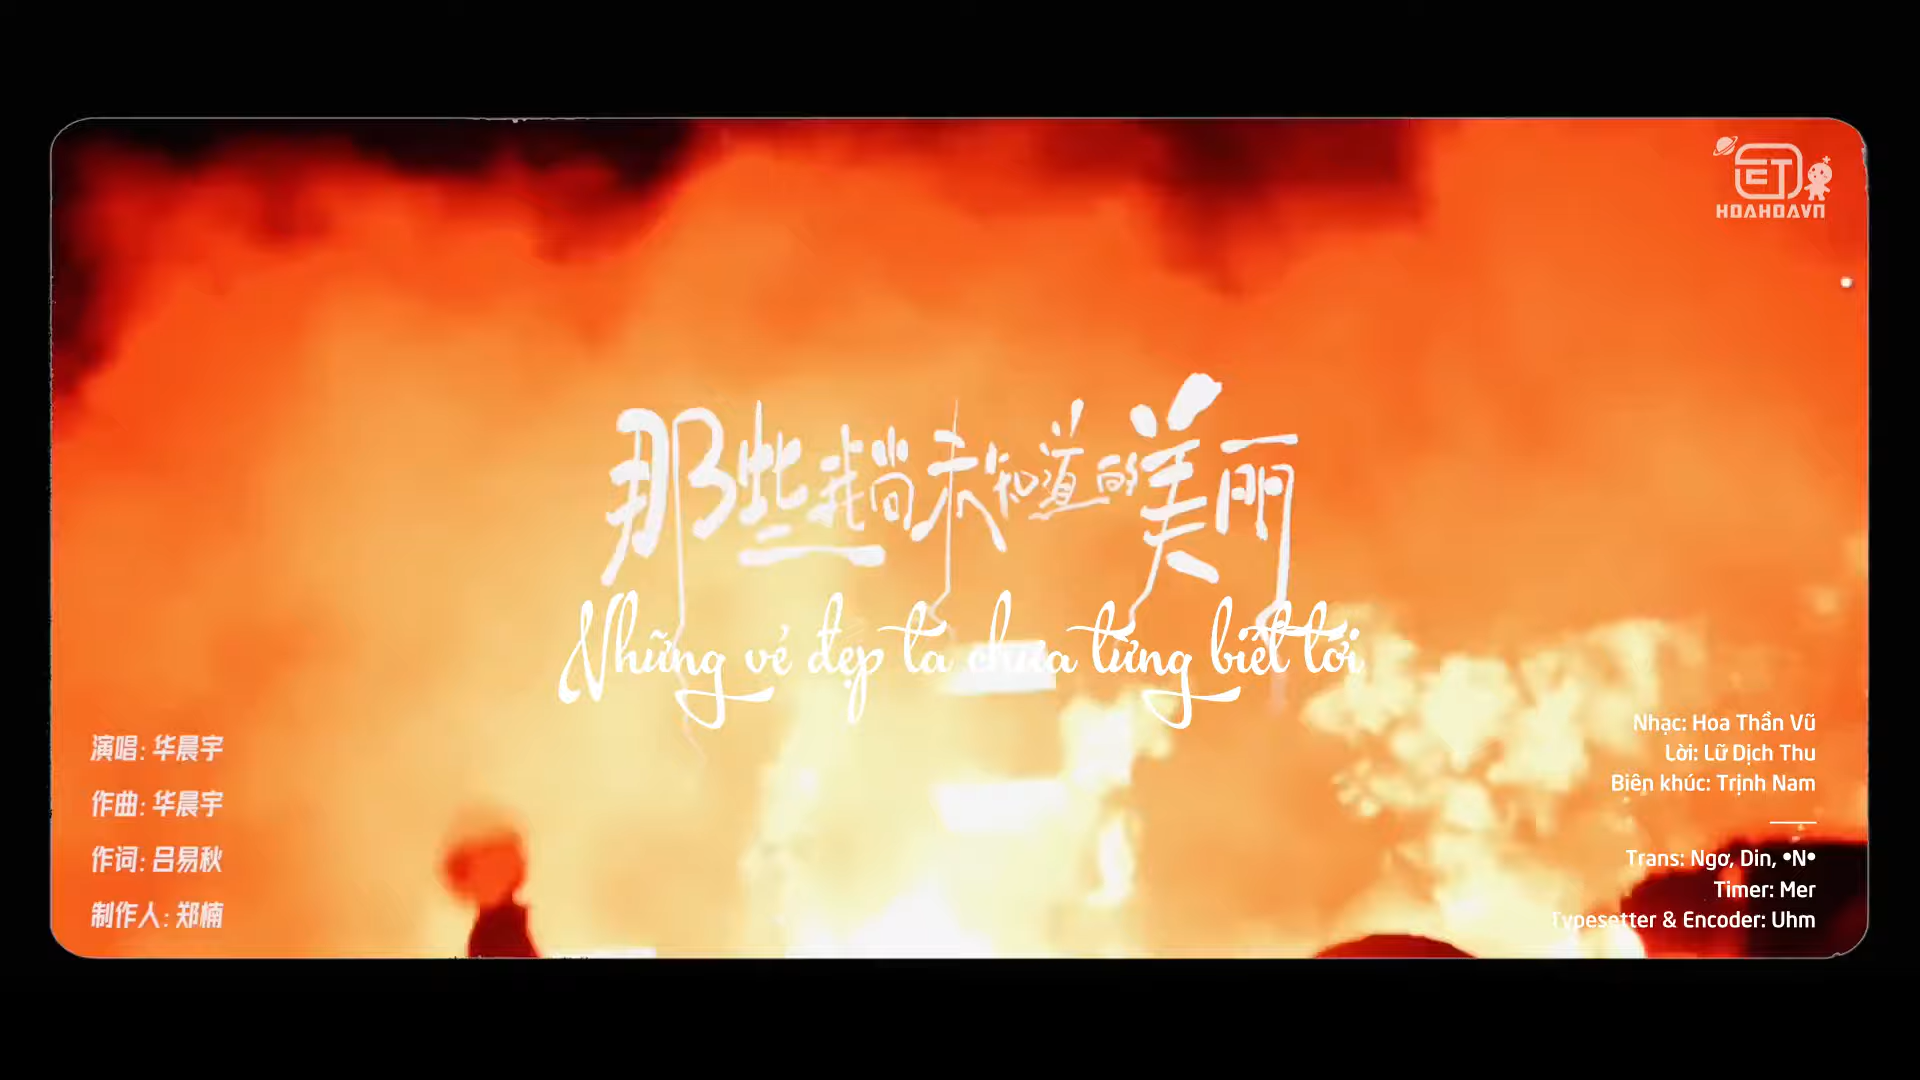 ET
HOAHOAVN
那些我尚未知道的美丽
Những vẻ đẹp ta chưa từng biết tới
演唱: 华晨宇
作曲: 华晨宇
作词: 吕易秋
制作人: 郑楠
Nhạc: Hoa Thần Vũ
Lời: Lữ Dịch Thu
Biên khúc: Trịnh Nam
Trans: Ngơ, Din, •N•
Timer: Mer
Typesetter & Encoder: Uhm